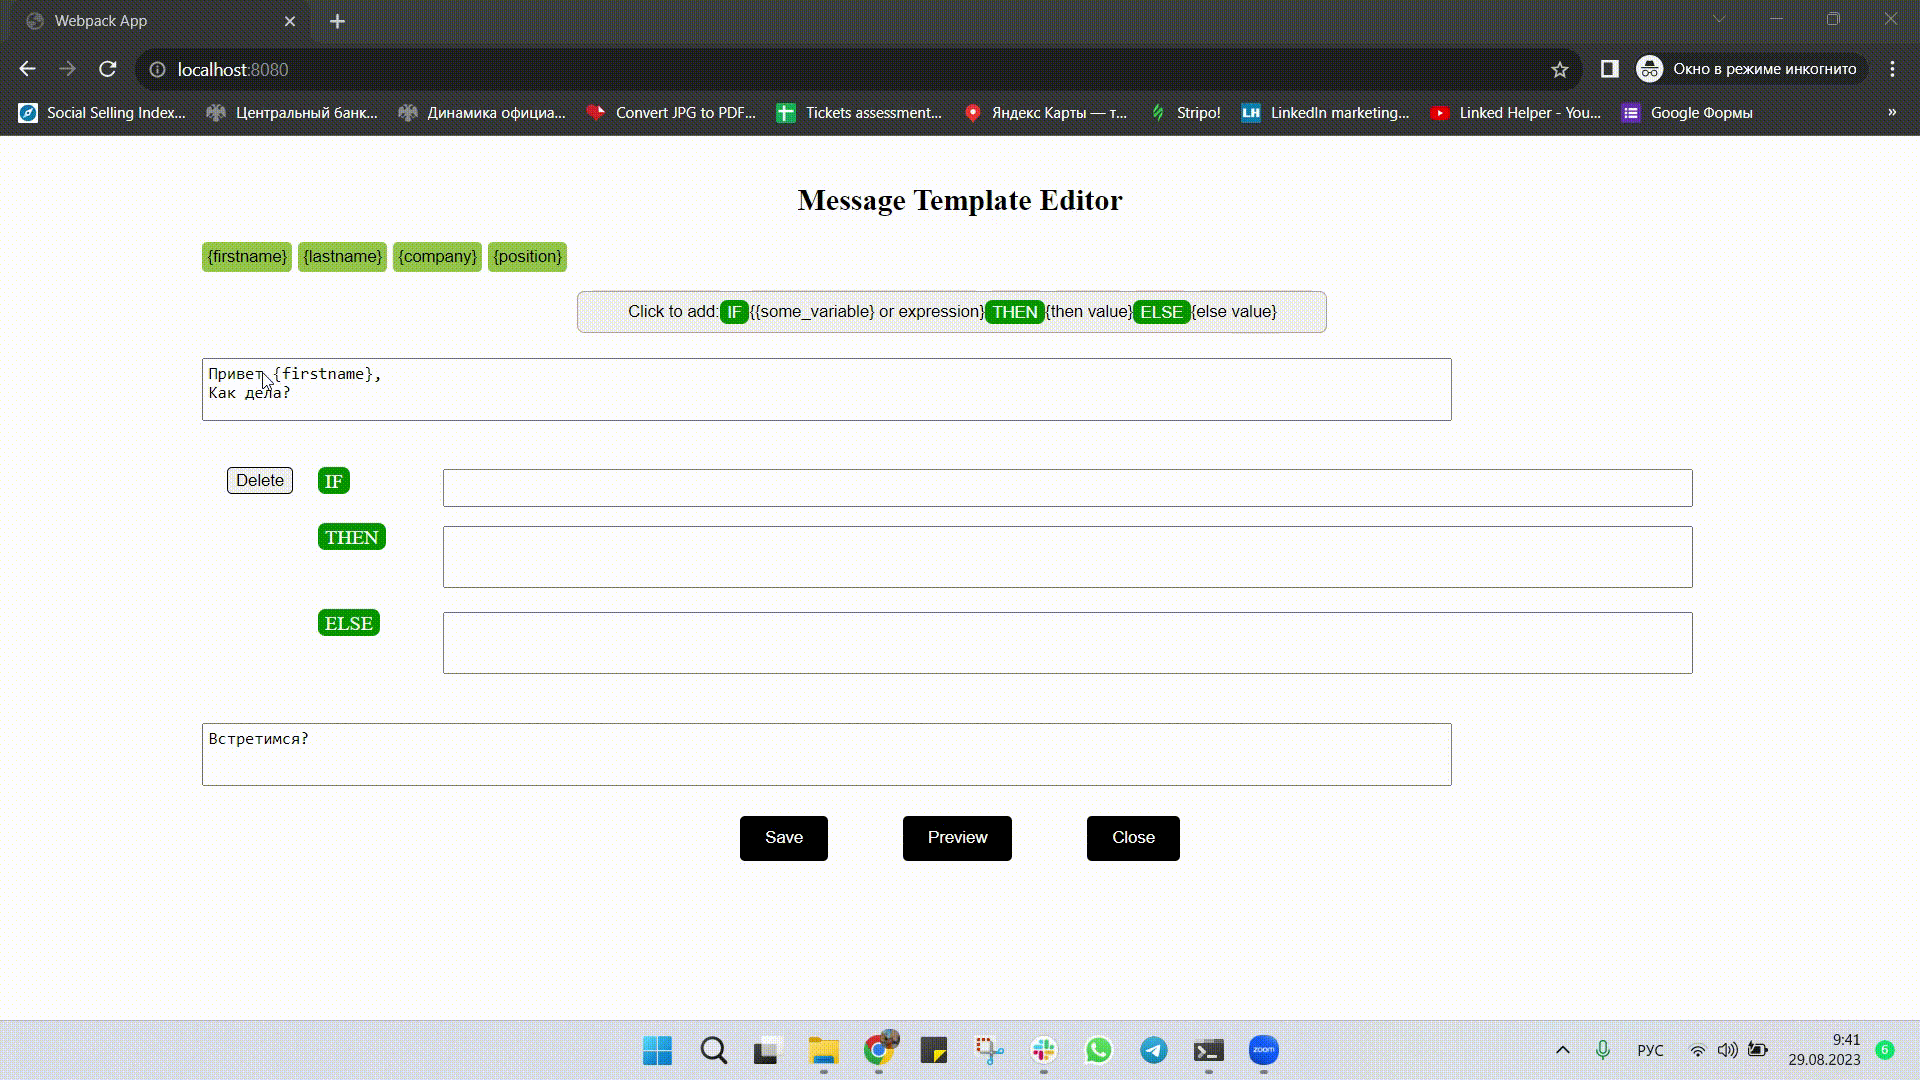 Webpack App
localhost:8080
Окно в режиме инкогнито
Social Selling Index...
Центральный банк...
Динамика официа...
Convert JPG to PDF...
Tickets assessment...
Яндекс Карты — т...
Stripo!
LH
LinkedIn marketing...
Linked Helper - You...
Google Формы
»
Message Template Editor
{firstname} {lastname} {company} {position}
Click to add: IF {{some_variable} or expression} THEN {then value} ELSE {else value}
Привет {firstname},
Как дела?
Delete IF
THEN
ELSE
Встретимся?
Save Preview Close
zoom
РУС
9:41
29.08.2023
6